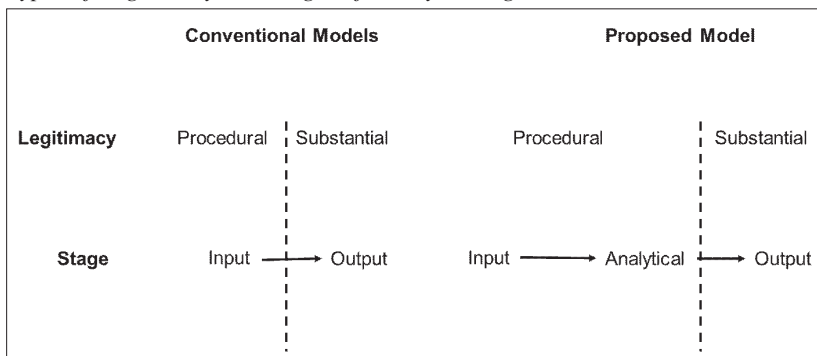 Conventional Models Proposed Model
Legitimacy Procedural Substantial Procedural Substantial
Stage Input Output Input Analytical Output